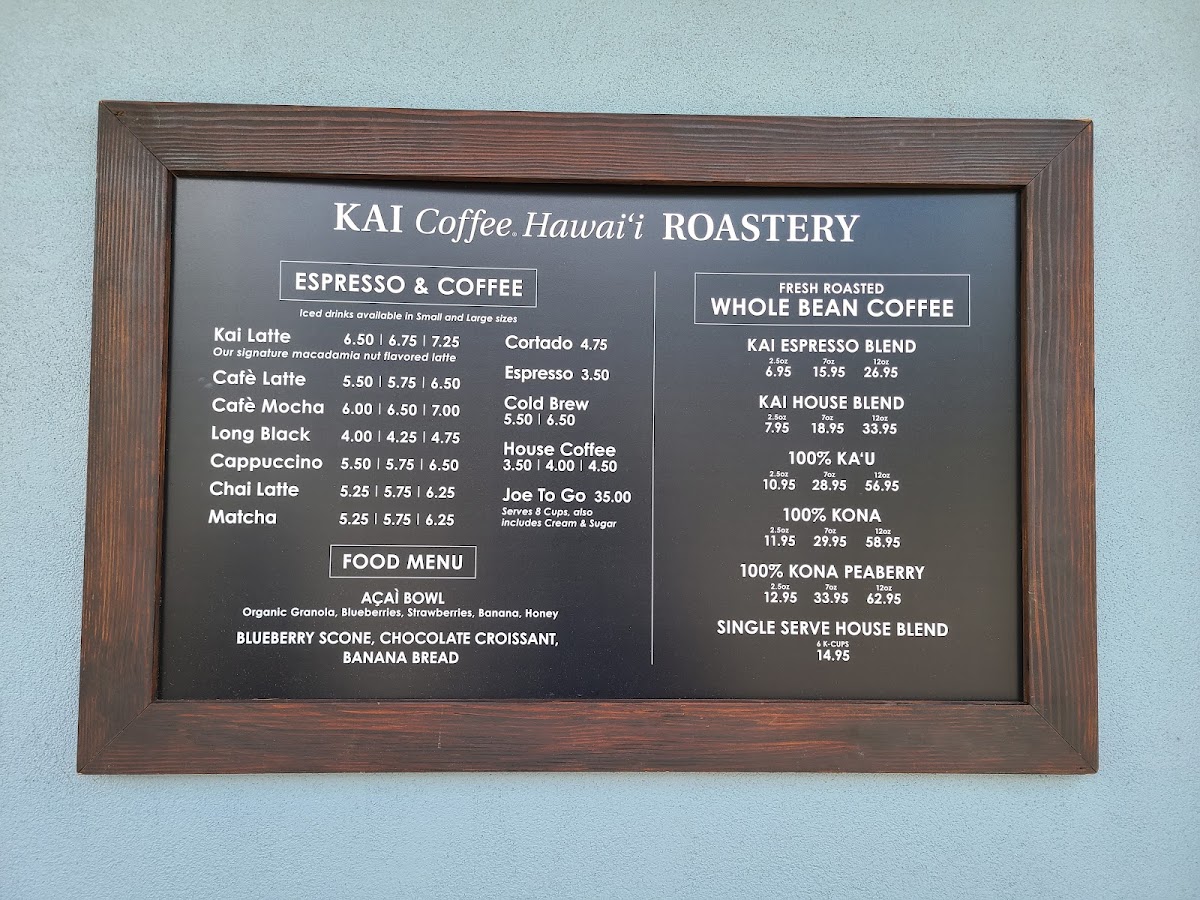 KAI Coffee® Hawai‘i ROASTERY
ESPRESSO & COFFEE
Iced drinks available in Small and Large sizes
Kai Latte 6.50 | 6.75 | 7.25
Our signature macadamia nut flavored latte
Cafè Latte 5.50 | 5.75 | 6.50
Cafè Mocha 6.00 | 6.50 | 7.00
Long Black 4.00 | 4.25 | 4.75
Cappuccino 5.50 | 5.75 | 6.50
Chai Latte 5.25 | 5.75 | 6.25
Matcha 5.25 | 5.75 | 6.25
Cortado 4.75
Espresso 3.50
Cold Brew
5.50 | 6.50
House Coffee
3.50 | 4.00 | 4.50
Joe To Go 35.00
Serves 8 Cups, also
includes Cream & Sugar
FOOD MENU
AÇAÌ BOWL
Organic Granola, Blueberries, Strawberries, Banana, Honey
BLUEBERRY SCONE, CHOCOLATE CROISSANT,
BANANA BREAD
FRESH ROASTED
WHOLE BEAN COFFEE
KAI ESPRESSO BLEND
2.5oz 7oz 12oz
6.95 15.95 26.95
KAI HOUSE BLEND
2.5oz 7oz 12oz
7.95 18.95 33.95
100% KA‘U
2.5oz 7oz 12oz
10.95 28.95 56.95
100% KONA
2.5oz 7oz 12oz
11.95 29.95 58.95
100% KONA PEABERRY
2.5oz 7oz 12oz
12.95 33.95 62.95
SINGLE SERVE HOUSE BLEND
6 K-CUPS
14.95